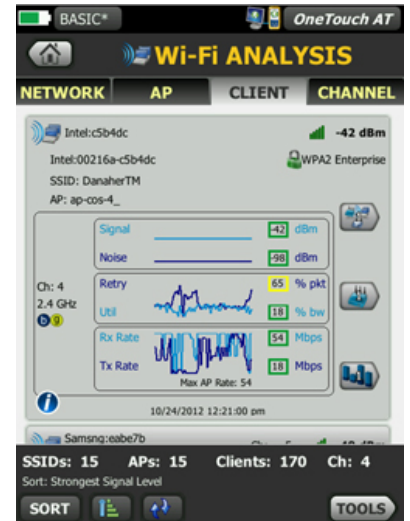 BASIC* OneTouch AT
Wi-Fi ANALYSIS
NETWORK AP CLIENT CHANNEL
Intel:c5b4dc -42 dBm
Intel:00216a-c5b4dc WPA2 Enterprise
SSID: DanaherTM
AP: ap-cos-4_
Signal -42 dBm
Noise -98 dBm
Ch: 4
2.4 GHz
b g
Retry 65 % pkt
Util 18 % bw
Rx Rate 54 Mbps
Tx Rate 18 Mbps
Max AP Rate: 54
i
10/24/2012 12:21:00 pm
Samsng:eabe7b
SSIDs: 15 APs: 15 Clients: 170 Ch: 4
Sort: Strongest Signal Level
SORT TOOLS